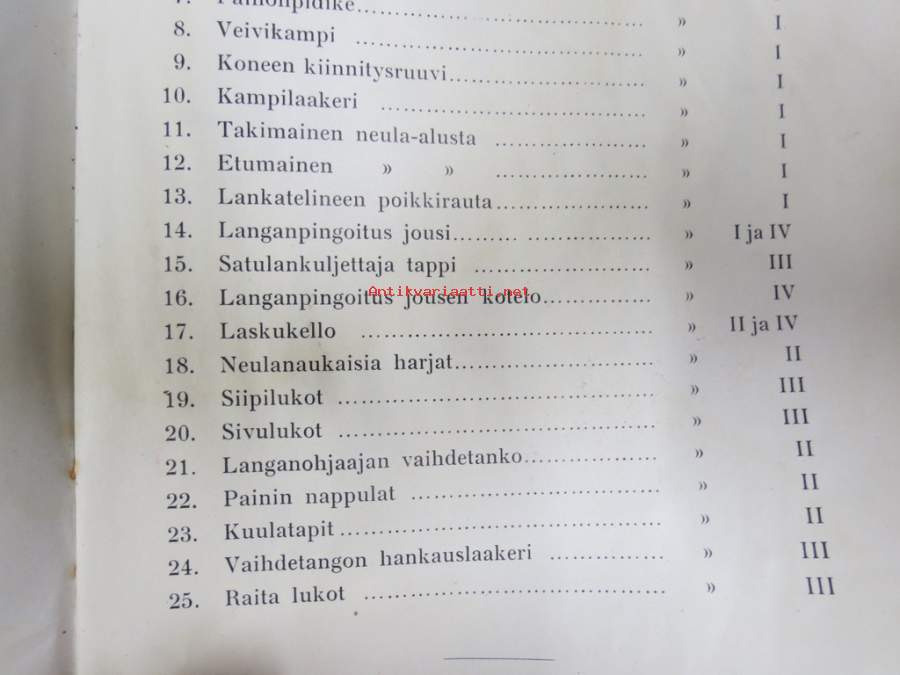 7. Painonpidike........................ » I
8. Veivikampi ........................ » I
9. Koneen kiinnitysruuvi........................ » I
10. Kampilaakeri ........................ » I
11. Takimainen neula-alusta ........................ » I
12. Etumainen » » ........................ » I
13. Lankatelineen poikkirauta........................ » I
14. Langanpingoitus jousi......... ................ » I ja IV
15. Satulankuljettaja tappi ........................ » III
16. Langanpingoitus jousen kotelo............... » IV
Antikvariaatti.net
17. Laskukello ........................ » II ja IV
18. Neulanaukaisia harjat........................ » II
19. Siipilukot ........................ » III
20. Sivulukot ........................ » III
21. Langanohjaajan vaihdetanko.................. » II
22. Painin nappulat ........................ » II
23. Kuulatapit........................ » II
24. Vaihdetangon hankauslaakeri ............... » III
25. Raita lukot ........................ » III